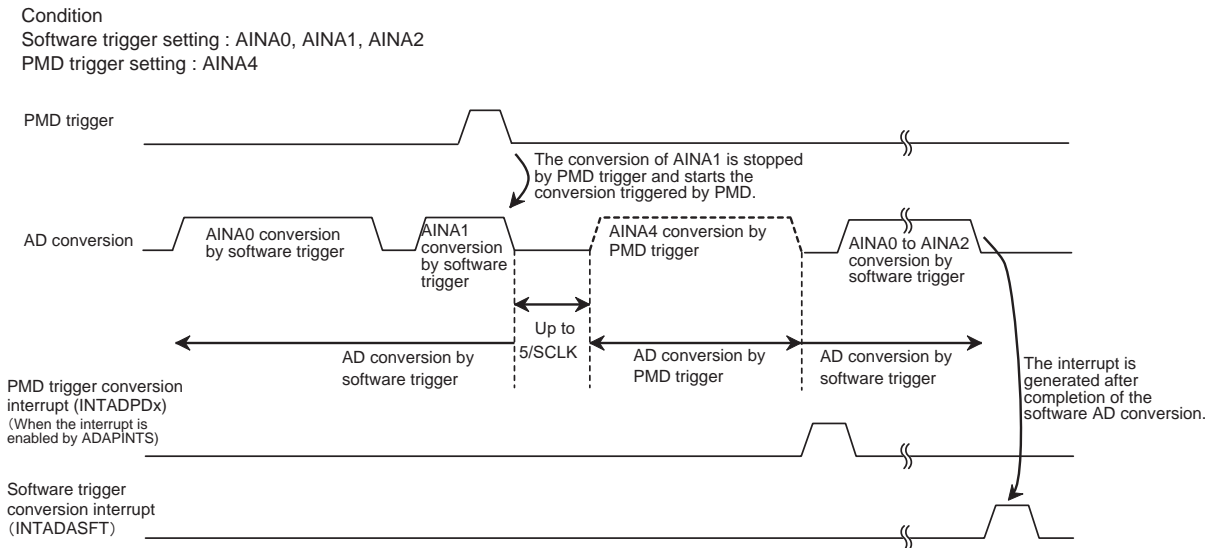 Condition
Software trigger setting : AINA0, AINA1, AINA2
PMD trigger setting : AINA4
PMD trigger
The conversion of AINA1 is stopped
by PMD trigger and starts the
conversion triggered by PMD.
AD conversion
AINA0 conversion
by software trigger
AINA1
conversion
by software
trigger
AINA4 conversion by
PMD trigger
AINA0 to AINA2
conversion by
software trigger
Up to
5/SCLK
AD conversion by
software trigger
AD conversion by
PMD trigger
AD conversion by
software trigger
The interrupt is
generated after
completion of the
software AD conversion.
PMD trigger conversion
interrupt (INTADPDx)
（When the interrupt is
enabled by ADAPINTS)
Software trigger
conversion interrupt
（INTADASFT）